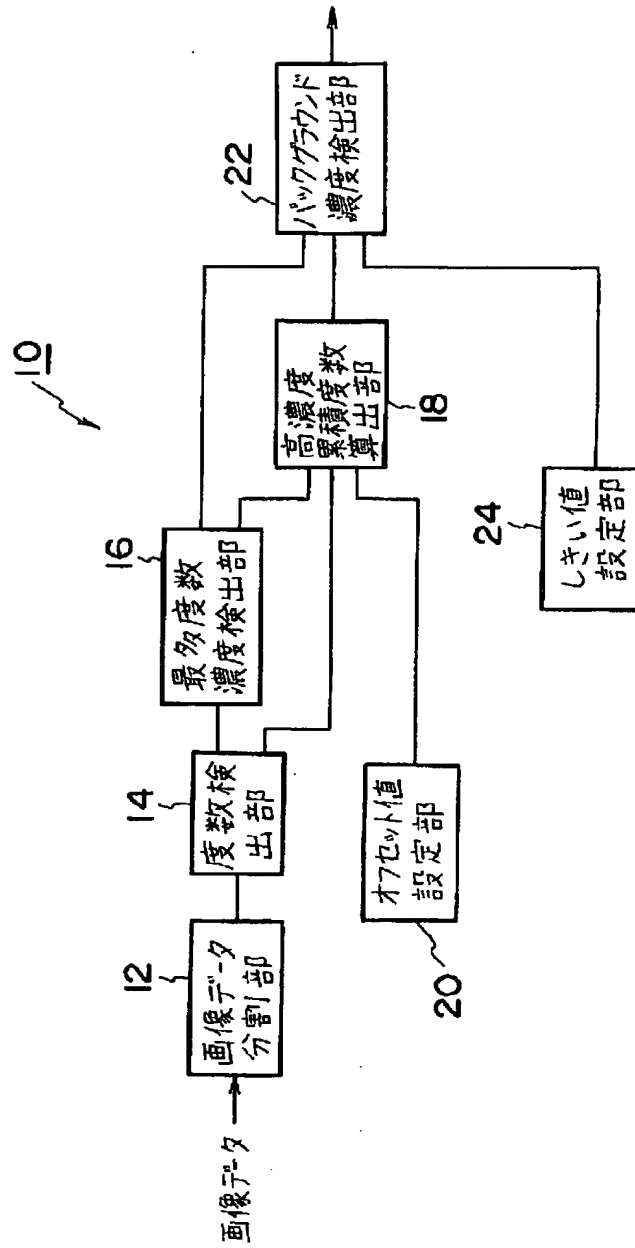 10
画像データ
12
画像データ
分割部
14
度数検
出部
16
最多度数
濃度検出部
高濃度
累積度数
算出部
18
オフセット値
設定部
20
22
バックグラウンド
濃度検出部
24
しきい値
設定部